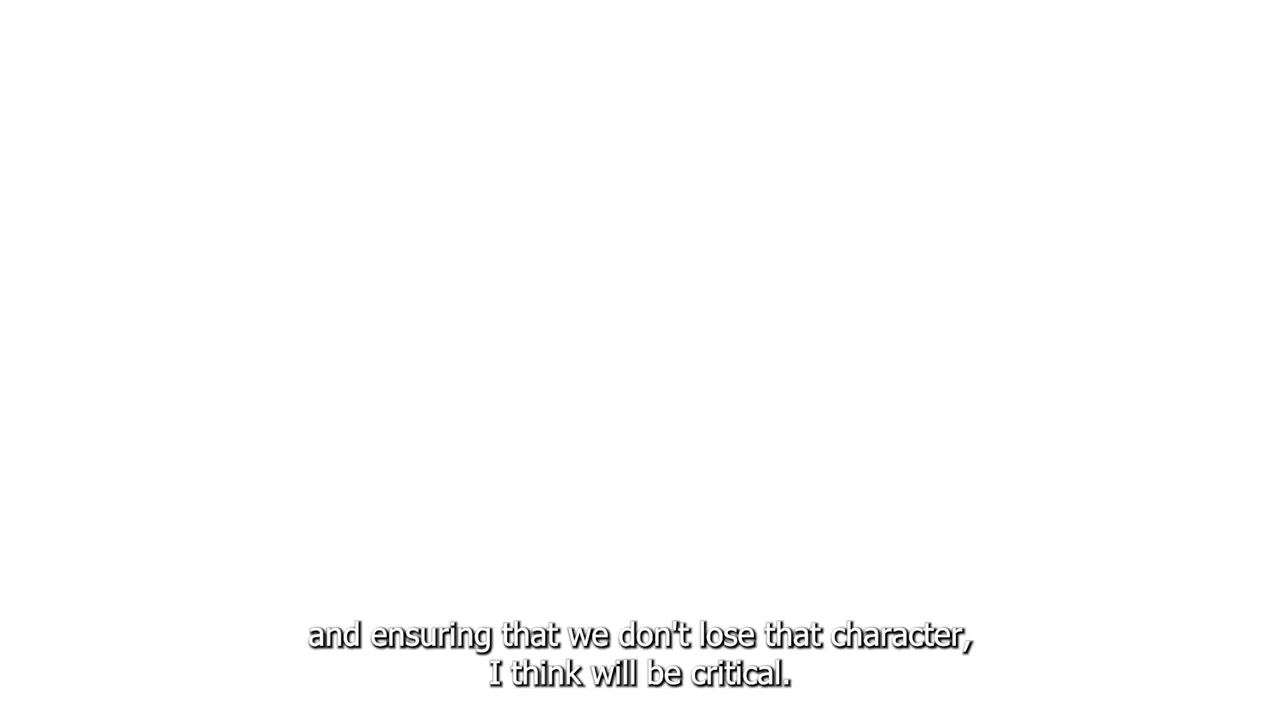 and ensuring that we don't lose that character,
I think will be critical.